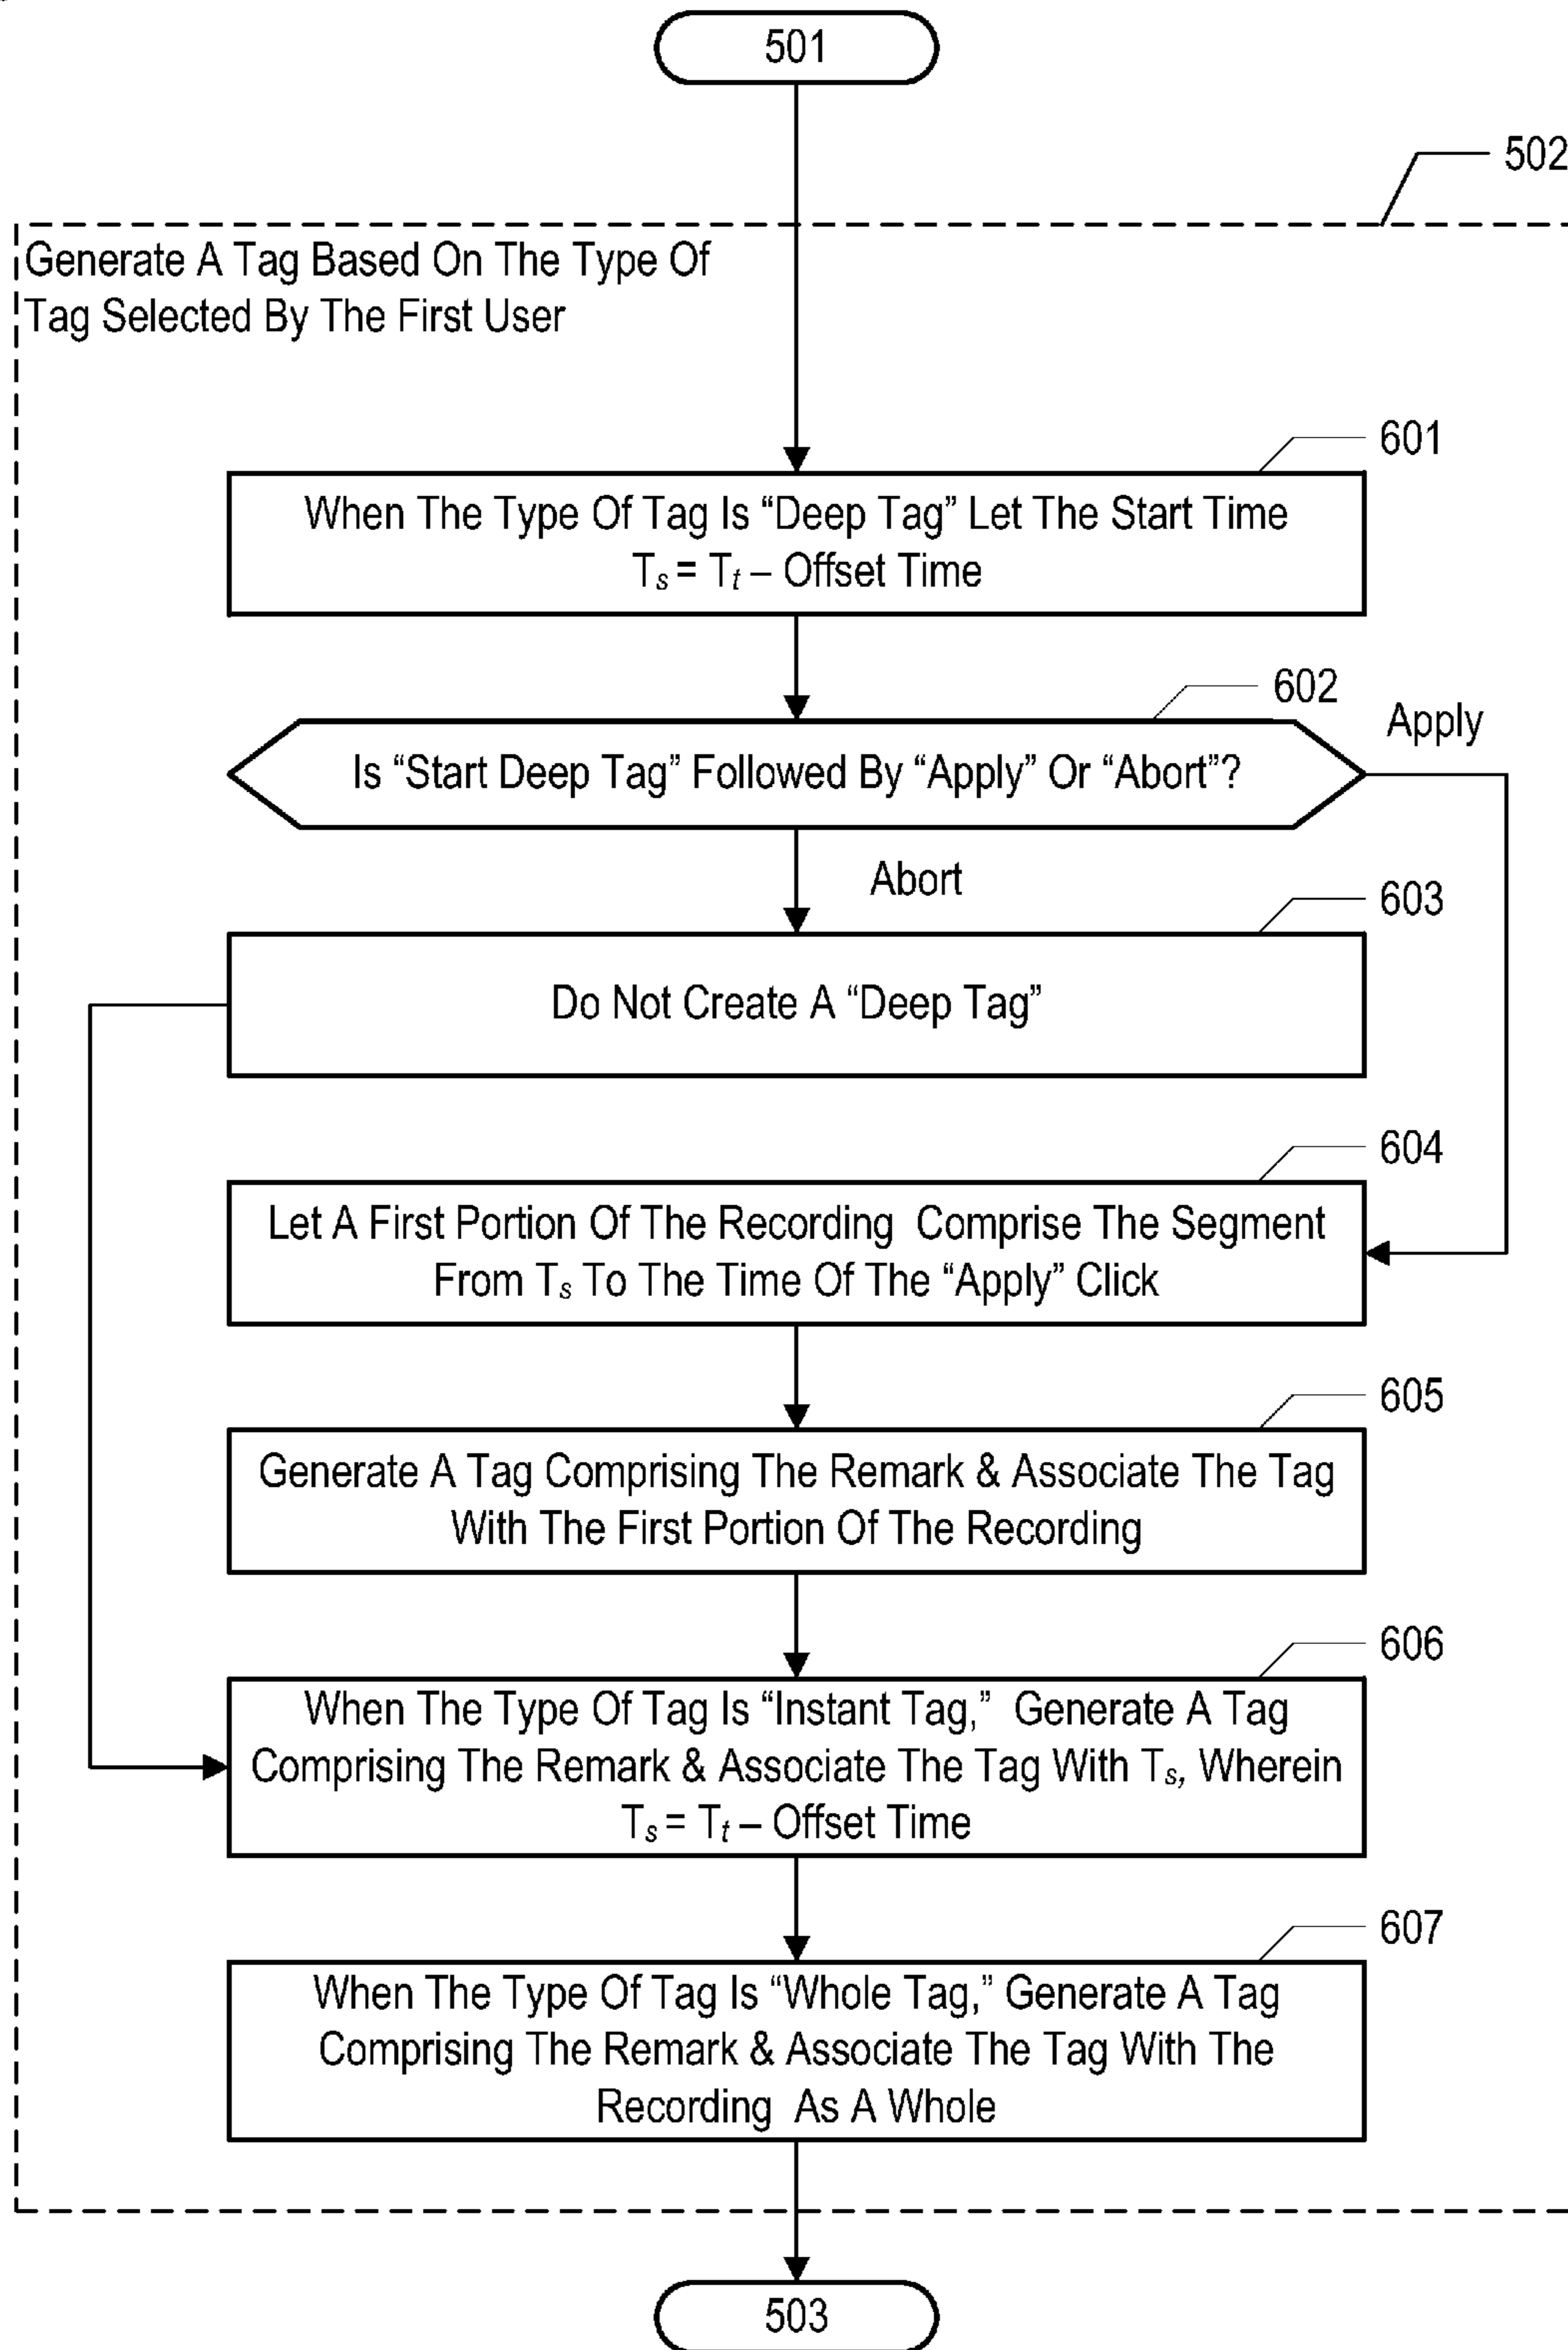 501
502
Generate A Tag Based On The Type Of
Tag Selected By The First User
601
When The Type Of Tag Is “Deep Tag” Let The Start Time
Ts = Tt – Offset Time
602
Apply
Is “Start Deep Tag” Followed By “Apply” Or “Abort”?
Abort
603
Do Not Create A “Deep Tag”
604
Let A First Portion Of The Recording Comprise The Segment
From Ts To The Time Of The “Apply” Click
605
Generate A Tag Comprising The Remark & Associate The Tag
With The First Portion Of The Recording
606
When The Type Of Tag Is “Instant Tag,” Generate A Tag
Comprising The Remark & Associate The Tag With Ts, Wherein
Ts = Tt – Offset Time
607
When The Type Of Tag Is “Whole Tag,” Generate A Tag
Comprising The Remark & Associate The Tag With The
Recording As A Whole
503